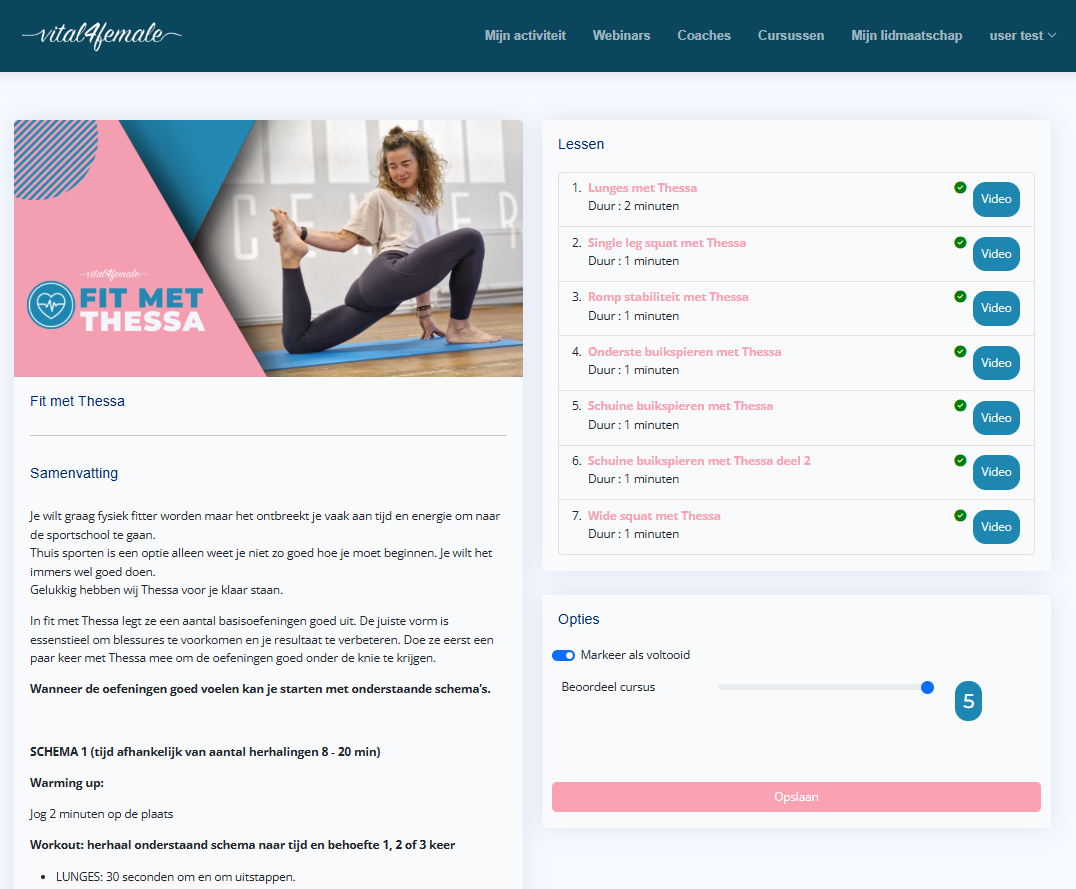 vital4female
Mijn activiteit
Webinars
Coaches
Cursussen
Mijn lidmaatschap
user test
CENTER
vital4female
FIT MET
THESSA
Fit met Thessa
Samenvatting
Je wilt graag fysiek fitter worden maar het ontbreekt je vaak aan tijd en energie om naar
de sportschool te gaan.
Thuis sporten is een optie alleen weet je niet zo goed hoe je moet beginnen. Je wilt het
immers wel goed doen.
Gelukkig hebben wij Thessa voor je klaar staan.
In fit met Thessa legt ze een aantal basisoefeningen goed uit. De juiste vorm is
essentieel om blessures te voorkomen en je resultaat te verbeteren. Doe ze eerst een
paar keer met Thessa mee om de oefeningen goed onder de knie te krijgen.
Wanneer de oefeningen goed voelen kan je starten met onderstaande schema's.
SCHEMA 1 (tijd afhankelijk van aantal herhalingen 8 - 20 min)
Warming up:
Jog 2 minuten op de plaats
Workout: herhaal onderstaand schema naar tijd en behoefte 1, 2 of 3 keer
• LUNGES: 30 seconden om en om uitstappen.
Lessen
1. Lunges met Thessa
Duur : 2 minuten
Video
2. Single leg squat met Thessa
Duur : 1 minuten
Video
3. Romp stabiliteit met Thessa
Duur : 1 minuten
Video
4. Onderste buikspieren met Thessa
Duur : 1 minuten
Video
5. Schuine buikspieren met Thessa
Duur : 1 minuten
Video
6. Schuine buikspieren met Thessa deel 2
Duur : 1 minuten
Video
7. Wide squat met Thessa
Duur : 1 minuten
Video
Opties
Markeer als voltooid
Beoordeel cursus
5
Opslaan